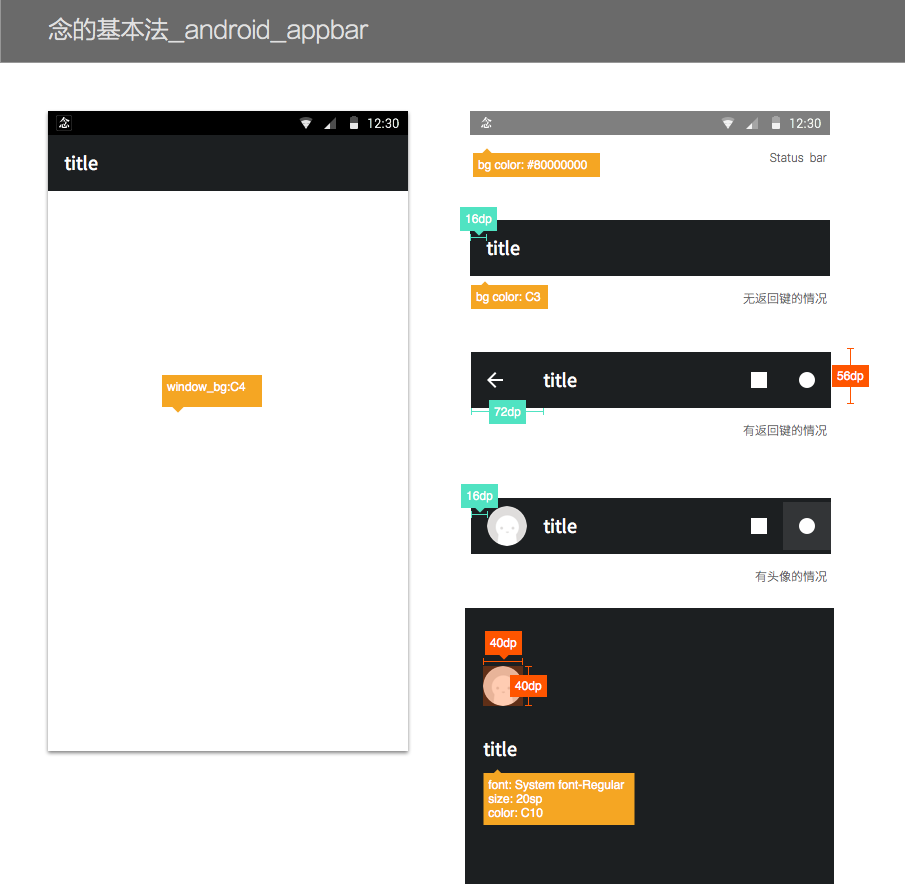 念的基本法_android_appbar
念
12:30
title
window_bg:C4
念
12:30
bg color: #80000000
Status bar
16dp
title
bg color: C3
无返回键的情况
title
56dp
72dp
有返回键的情况
16dp
title
有头像的情况
40dp
40dp
title
font: System font-Regular
size: 20sp
color: C10